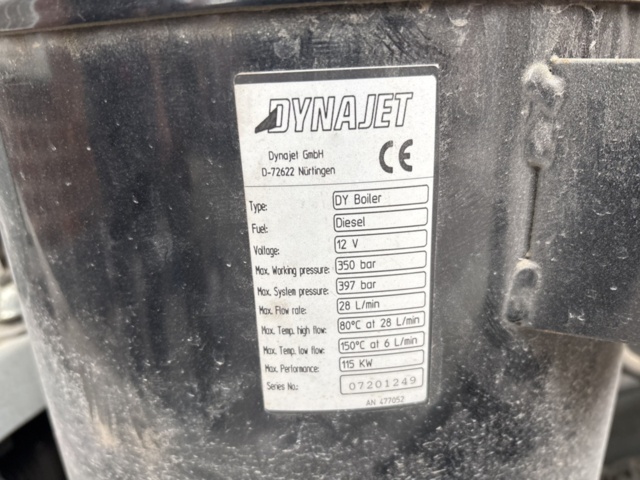 DYNAJET
Dynajet GmbH
D-72622 Nürtingen
CE
Type: DY Boiler
Fuel: Diesel
Voltage: 12 V
Max. Working pressure: 350 bar
Max. System pressure: 397 bar
Max. Flow rate: 28 L/min
Max. Temp. high flow: 80°C at 28 L/min
Max. Temp. low flow: 150°C at 6 L/min
Max. Performance: 115 KW
Series No.: 07201249
AN 477052